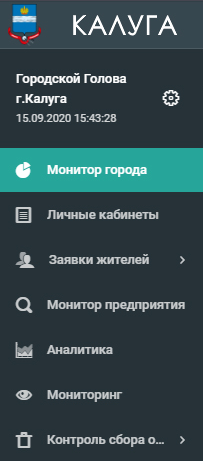 КАЛУГА
Городской Голова
г.Калуга
15.09.2020 15:43:28
Монитор города
Личные кабинеты
Заявки жителей
Монитор предприятия
Аналитика
Мониторинг
Контроль сбора о...